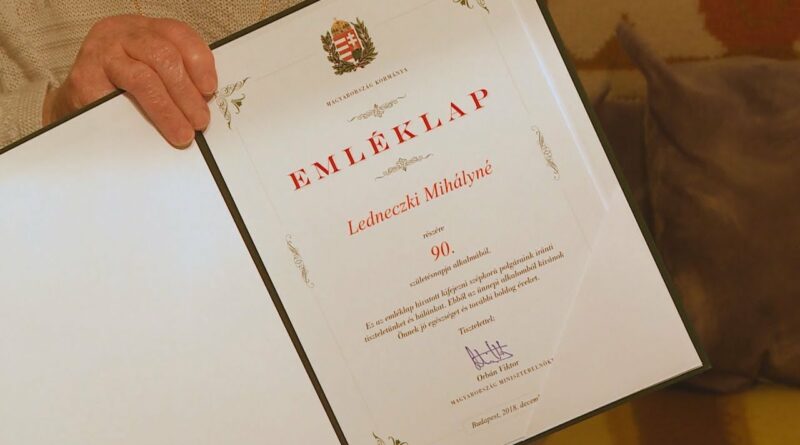 MAGYARORSZÁG KORMÁNYA
EMLÉKLAP
Ledneczki Mihályné
részére
90.
születésnapja alkalmából.
Ez az emléklap hivatott kifejezni szépkorú polgáraink iránti
tiszteletünket és hálánkat. Ebből az ünnepi alkalomból kívánok
Önnek jó egészséget és további boldog éveket.
Tisztelettel:
Orbán Viktor
MAGYARORSZÁG MINISZTERELNÖK
Budapest, 2018. decem